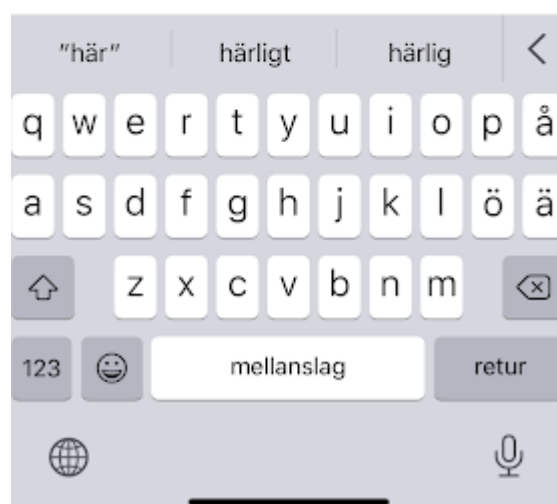 "här" härligt härlig
q w e r t y u i o p å
a s d f g h j k l ö ä
z x c v b n m
123 mellanslag retur